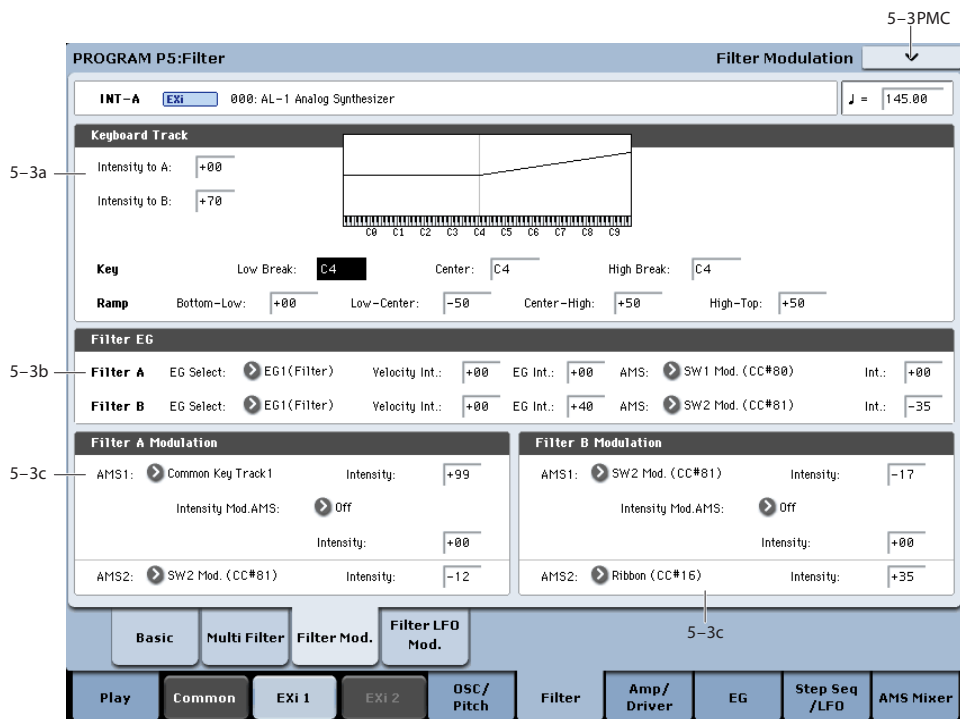 5-3PMC
PROGRAM P5:Filter Filter Modulation
INT-A EXi 000: AL-1 Analog Synthesizer ♩ = 145.00
Keyboard Track
5-3a
Intensity to A: +00
Intensity to B: +70
C0 C1 C2 C3 C4 C5 C6 C7 C8 C9
Key Low Break: C4 Center: C4 High Break: C4
Ramp Bottom-Low: +00 Low-Center: -50 Center-High: +50 High-Top: +50
Filter EG
5-3b
Filter A EG Select: EG1(Filter) Velocity Int.: +00 EG Int.: +00 AMS: SW1 Mod. (CC#80) Int.: +00
Filter B EG Select: EG1(Filter) Velocity Int.: +00 EG Int.: +40 AMS: SW2 Mod. (CC#81) Int.: -35
Filter A Modulation
5-3c
AMS1: Common Key Track1 Intensity: +99
Intensity Mod.AMS: Off
Intensity: +00
AMS2: SW2 Mod. (CC#81) Intensity: -12
Filter B Modulation
AMS1: SW2 Mod. (CC#81) Intensity: -17
Intensity Mod.AMS: Off
Intensity: +00
AMS2: Ribbon (CC#16) Intensity: +35
5-3c
Basic Multi Filter Filter Mod. Filter LFO Mod.
Play Common EXi 1 EXi 2 OSC/ Pitch Filter Amp/ Driver EG Step Seq /LFO AMS Mixer